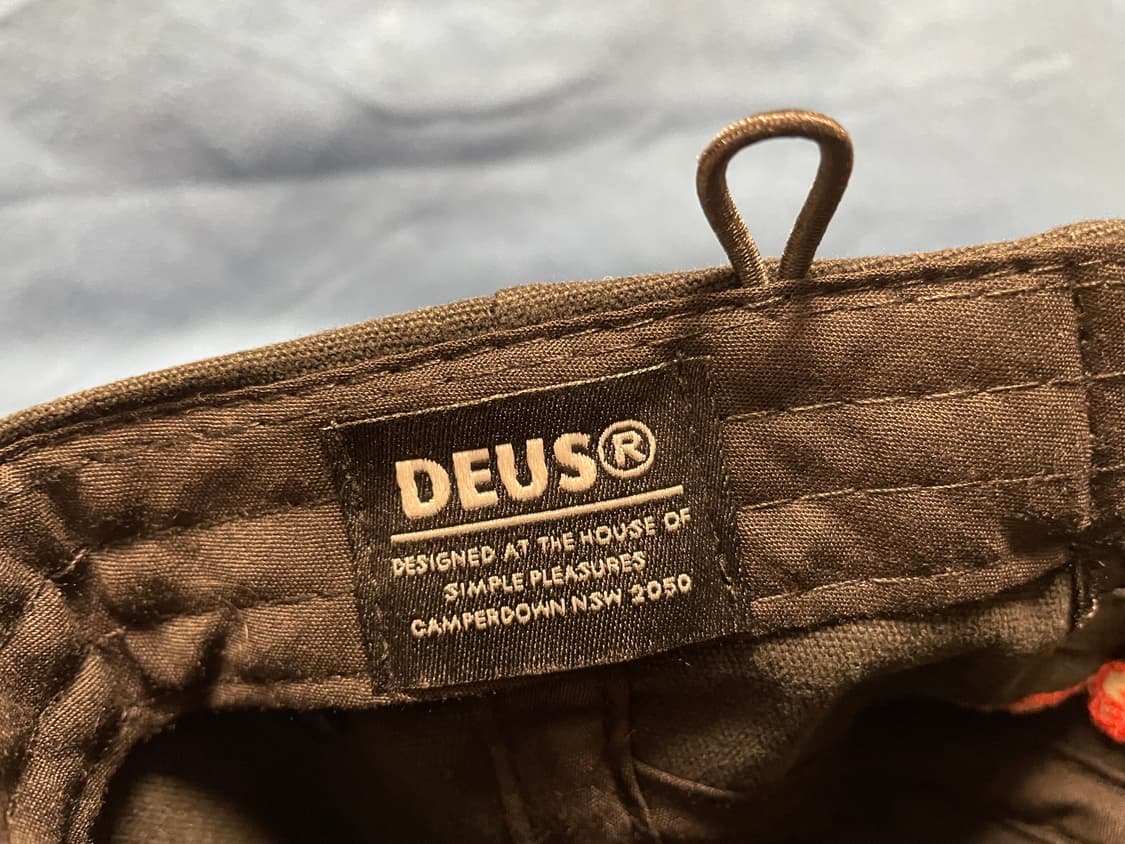 DEUS®
DESIGNED AT THE HOUSE OF
SIMPLE PLEASURES
CAMPERDOWN NSW 2050